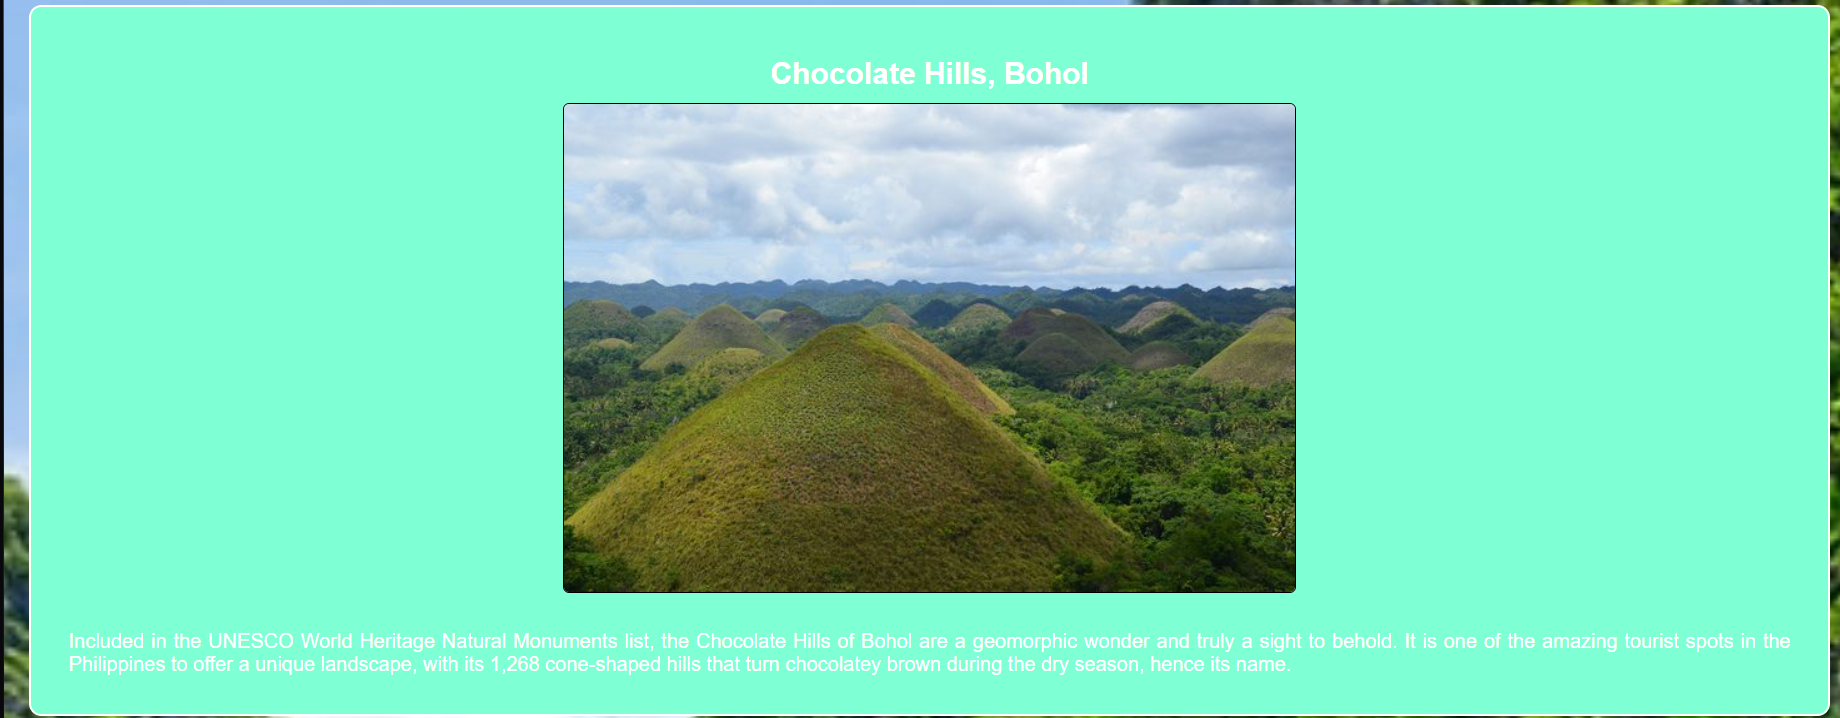 Chocolate Hills, Bohol
Included in the UNESCO World Heritage Natural Monuments list, the Chocolate Hills of Bohol are a geomorphic wonder and truly a sight to behold. It is one of the amazing tourist spots in the
Philippines to offer a unique landscape, with its 1,268 cone-shaped hills that turn chocolatey brown during the dry season, hence its name.